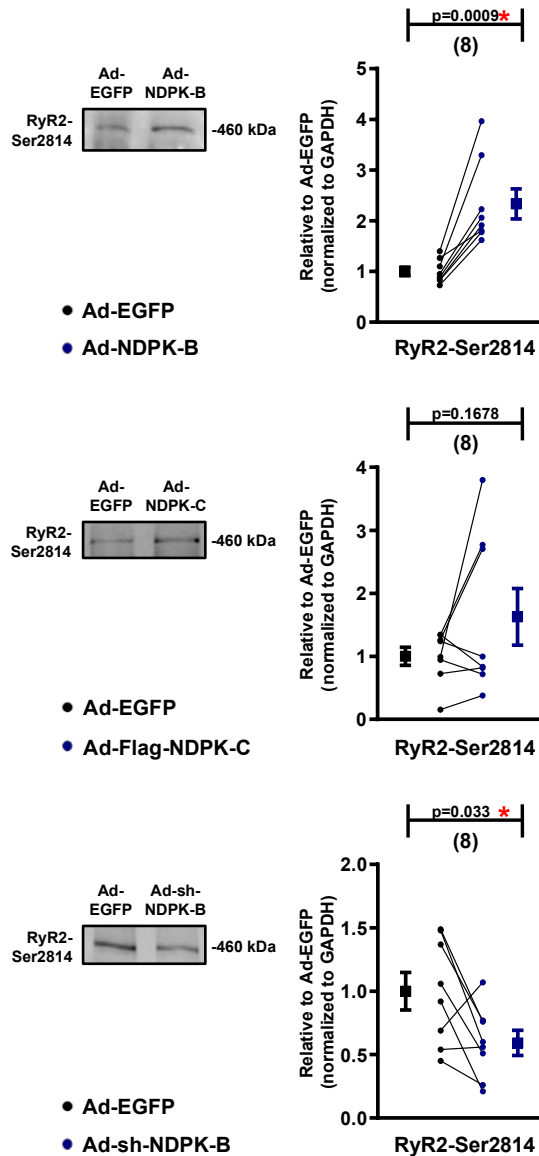 p=0.0009*
(8)
Ad-
EGFP
Ad-
NDPK-B
RyR2-
Ser2814
-460 kDa
Relative to Ad-EGFP
(normalized to GAPDH)
5
4
3
2
1
0
Ad-EGFP
Ad-NDPK-B
RyR2-Ser2814
p=0.1678
(8)
Ad-
EGFP
Ad-
NDPK-C
RyR2-
Ser2814
-460 kDa
Relative to Ad-EGFP
(normalized to GAPDH)
4
3
2
1
0
Ad-EGFP
Ad-Flag-NDPK-C
RyR2-Ser2814
p=0.033 *
(8)
Ad-
EGFP
Ad-sh-
NDPK-B
RyR2-
Ser2814
-460 kDa
Relative to Ad-EGFP
(normalized to GAPDH)
2.0
1.5
1.0
0.5
0.0
Ad-EGFP
Ad-sh-NDPK-B
RyR2-Ser2814